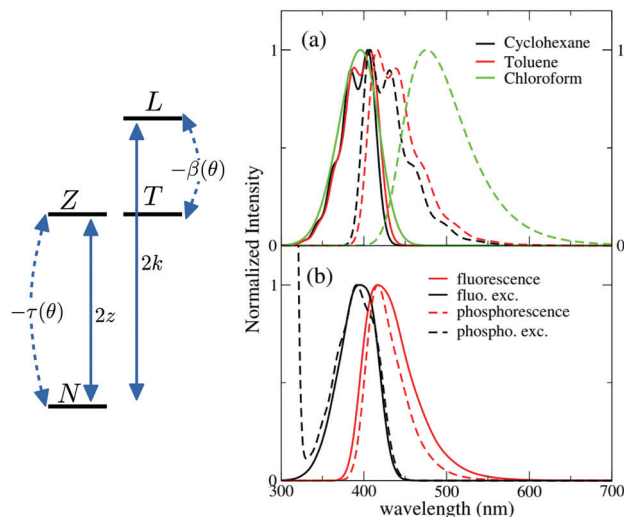 L
−β(θ)
Z
T
2k
−τ(θ)
2z
N
Normalized Intensity
(a)
Cyclohexane
Toluene
Chloroform
1
1
0
0
(b)
fluorescence
fluo. exc.
phosphorescence
phospho. exc.
1
0
300
400
500
600
700
wavelength (nm)